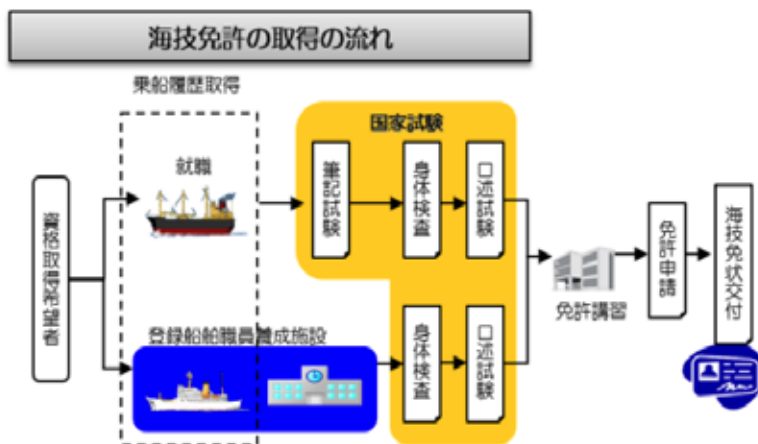 海技免許の取得の流れ
乗船履歴取得
国家試験
資格取得希望者
就職
筆記試験
身体検査
口述試験
登録船舶職員養成施設
身体検査
口述試験
免許講習
免許申請
海技免状交付